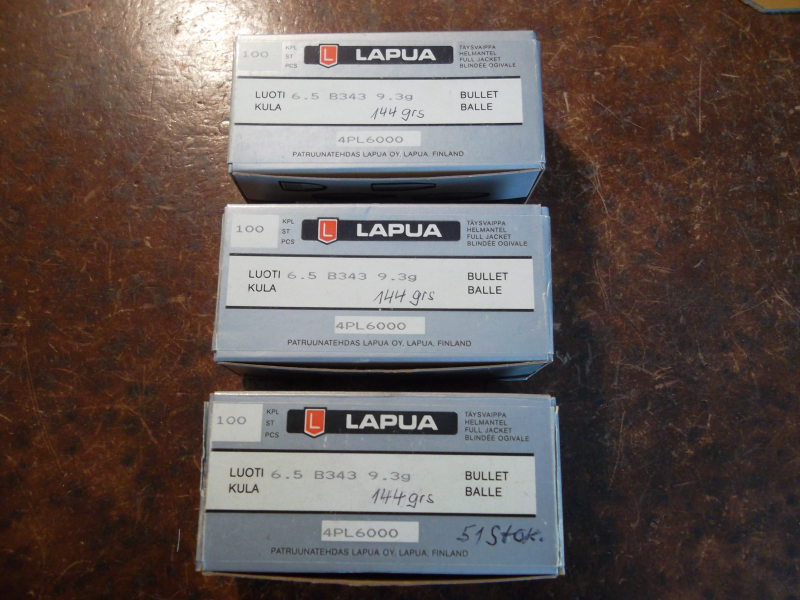 100 KPL ST PCS L LAPUA TÄYSVAIPPA
HELMANTEL
FULL JACKET
BLINDÉE OGIVALE
LUOTI 6.5 B343 9.3g BULLET
KULA 144 grs BALLE
4PL6000
PATRUUNATEHDAS LAPUA OY, LAPUA, FINLAND
100 KPL ST PCS L LAPUA TÄYSVAIPPA
HELMANTEL
FULL JACKET
BLINDÉE OGIVALE
LUOTI 6.5 B343 9.3g BULLET
KULA 144 grs BALLE
4PL6000
PATRUUNATEHDAS LAPUA OY, LAPUA, FINLAND
100 KPL ST PCS L LAPUA TÄYSVAIPPA
HELMANTEL
FULL JACKET
BLINDÉE OGIVALE
LUOTI 6.5 B343 9.3g BULLET
KULA 144 grs BALLE
4PL6000 51 Stck.
PATRUUNATEHDAS LAPUA OY, LAPUA, FINLAND